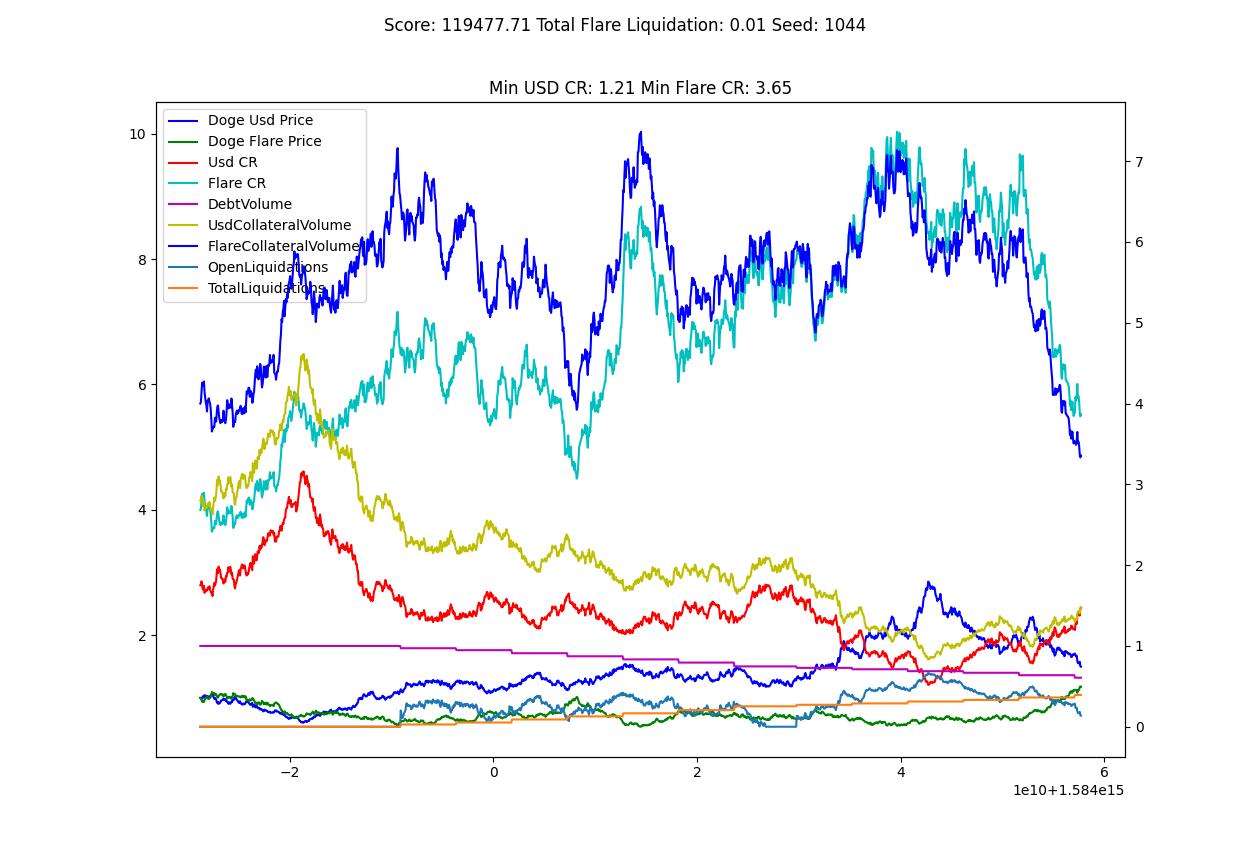 Score: 119477.71 Total Flare Liquidation: 0.01 Seed: 1044
Min USD CR: 1.21 Min Flare CR: 3.65
Doge Usd Price
Doge Flare Price
Usd CR
Flare CR
DebtVolume
UsdCollateralVolume
FlareCollateralVolume
OpenLiquidations
TotalLiquidations
10
8
6
4
2
7
6
5
4
3
2
1
0
−2 0 2 4 6
1e10+1.584e15